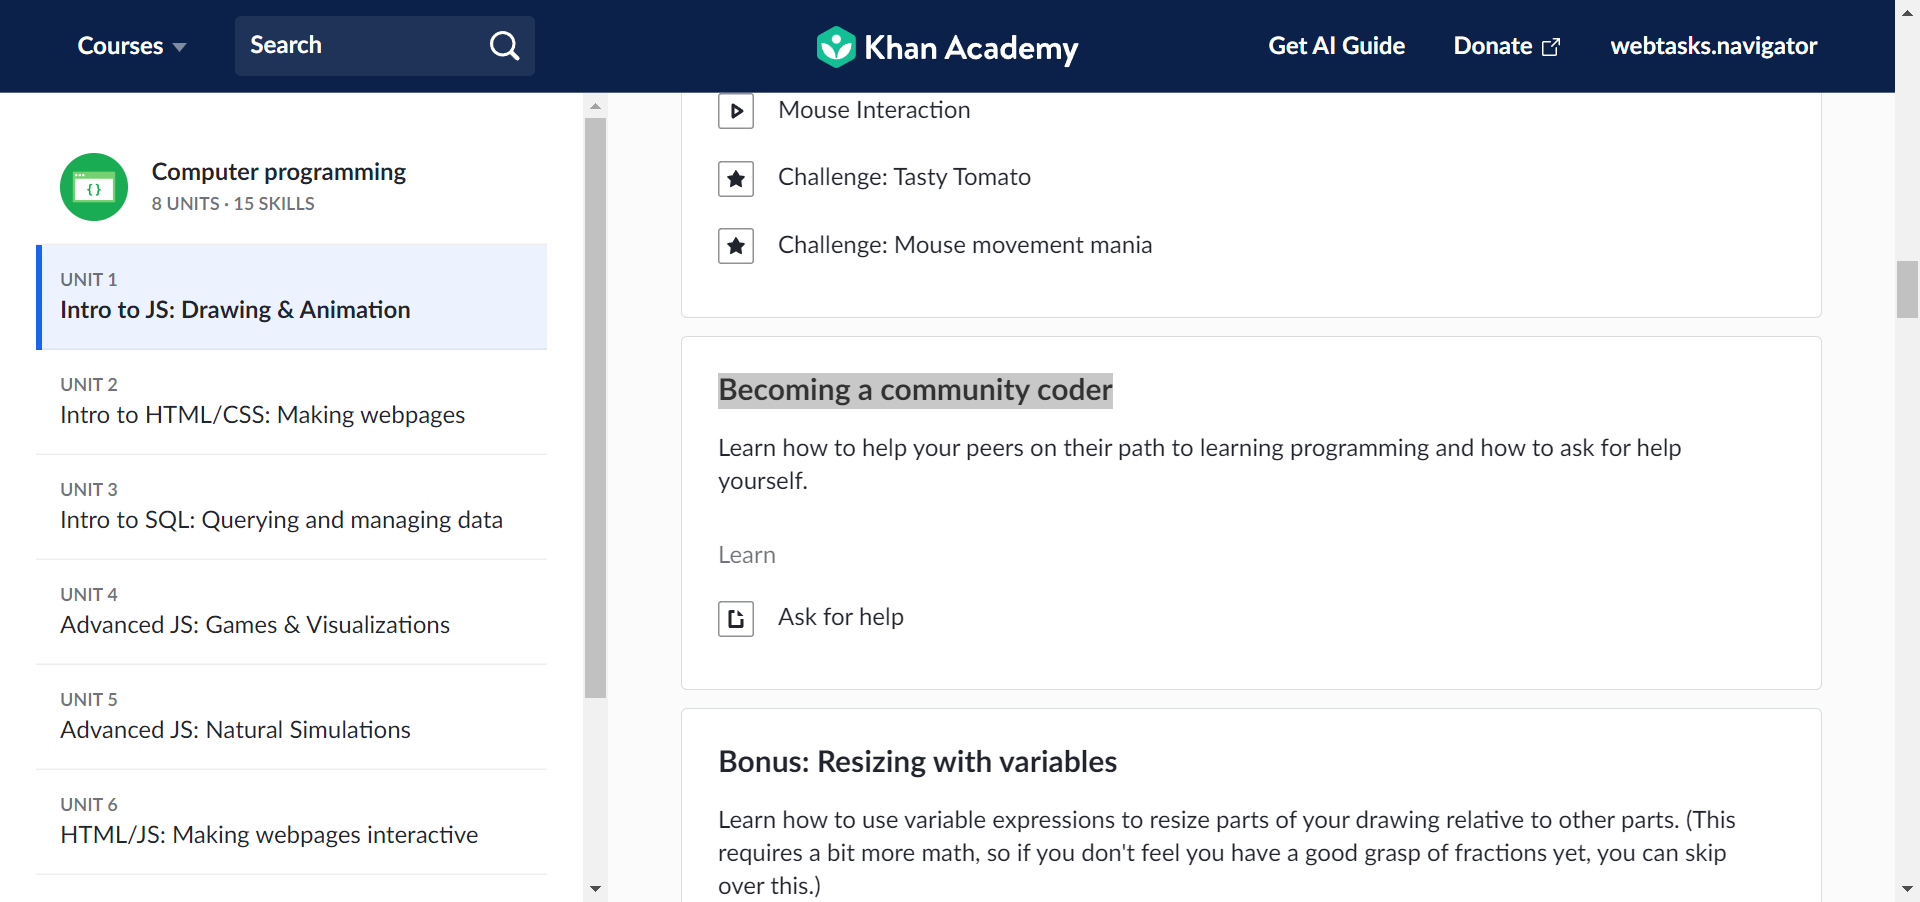 Courses
Search
Khan Academy
Get AI Guide
Donate
webtasks.navigator
Computer programming
8 UNITS · 15 SKILLS
UNIT 1
Intro to JS: Drawing & Animation
UNIT 2
Intro to HTML/CSS: Making webpages
UNIT 3
Intro to SQL: Querying and managing data
UNIT 4
Advanced JS: Games & Visualizations
UNIT 5
Advanced JS: Natural Simulations
UNIT 6
HTML/JS: Making webpages interactive
Mouse Interaction
Challenge: Tasty Tomato
Challenge: Mouse movement mania
Becoming a community coder
Learn how to help your peers on their path to learning programming and how to ask for help
yourself.
Learn
Ask for help
Bonus: Resizing with variables
Learn how to use variable expressions to resize parts of your drawing relative to other parts. (This
requires a bit more math, so if you don't feel you have a good grasp of fractions yet, you can skip
over this.)